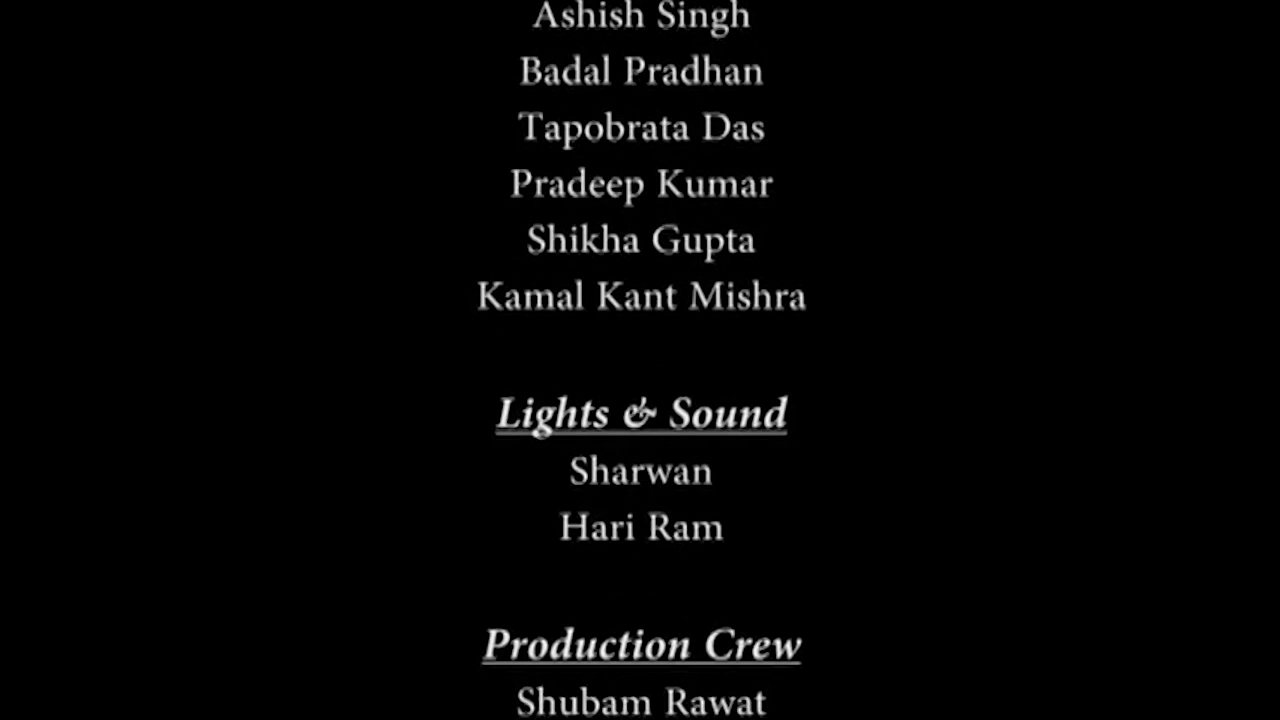 Ashish Singh
Badal Pradhan
Tapobrata Das
Pradeep Kumar
Shikha Gupta
Kamal Kant Mishra
Lights & Sound
Sharwan
Hari Ram
Production Crew
Shubam Rawat